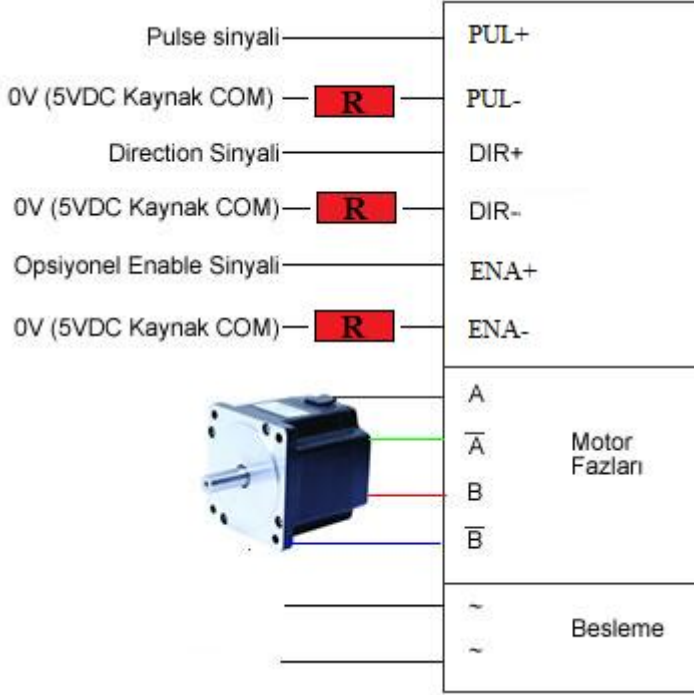 Pulse sinyali PUL+
0V (5VDC Kaynak COM) R PUL-
Direction Sinyali DIR+
0V (5VDC Kaynak COM) R DIR-
Opsiyonel Enable Sinyali ENA+
0V (5VDC Kaynak COM) R ENA-
A
A̅
B
B̅
Motor
Fazları
~
~
Besleme